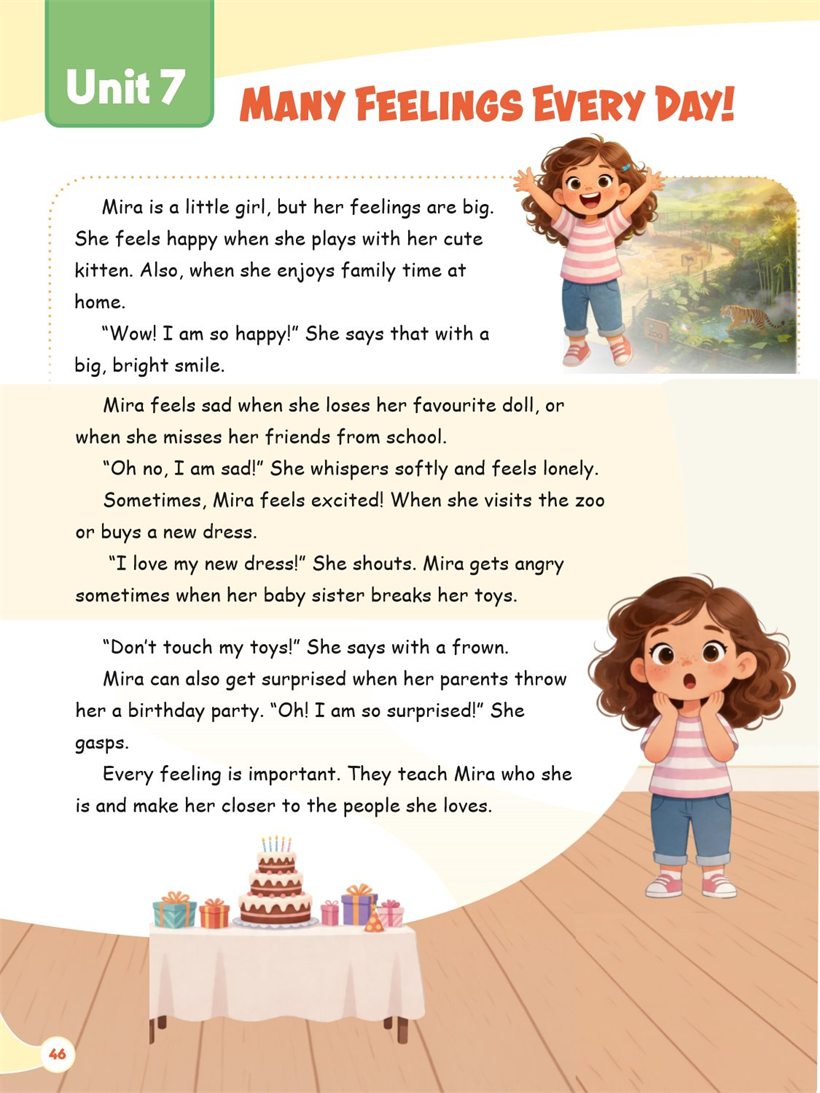 Unit 7
MANY FEELINGS EVERY DAY!
Mira is a little girl, but her feelings are big.
She feels happy when she plays with her cute
kitten. Also, when she enjoys family time at
home.
“Wow! I am so happy!” She says that with a
big, bright smile.
Mira feels sad when she loses her favourite doll, or
when she misses her friends from school.
“Oh no, I am sad!” She whispers softly and feels lonely.
Sometimes, Mira feels excited! When she visits the zoo
or buys a new dress.
“I love my new dress!” She shouts. Mira gets angry
sometimes when her baby sister breaks her toys.
“Don’t touch my toys!” She says with a frown.
Mira can also get surprised when her parents throw
her a birthday party. “Oh! I am so surprised!” She
gasps.
Every feeling is important. They teach Mira who she
is and make her closer to the people she loves.
46